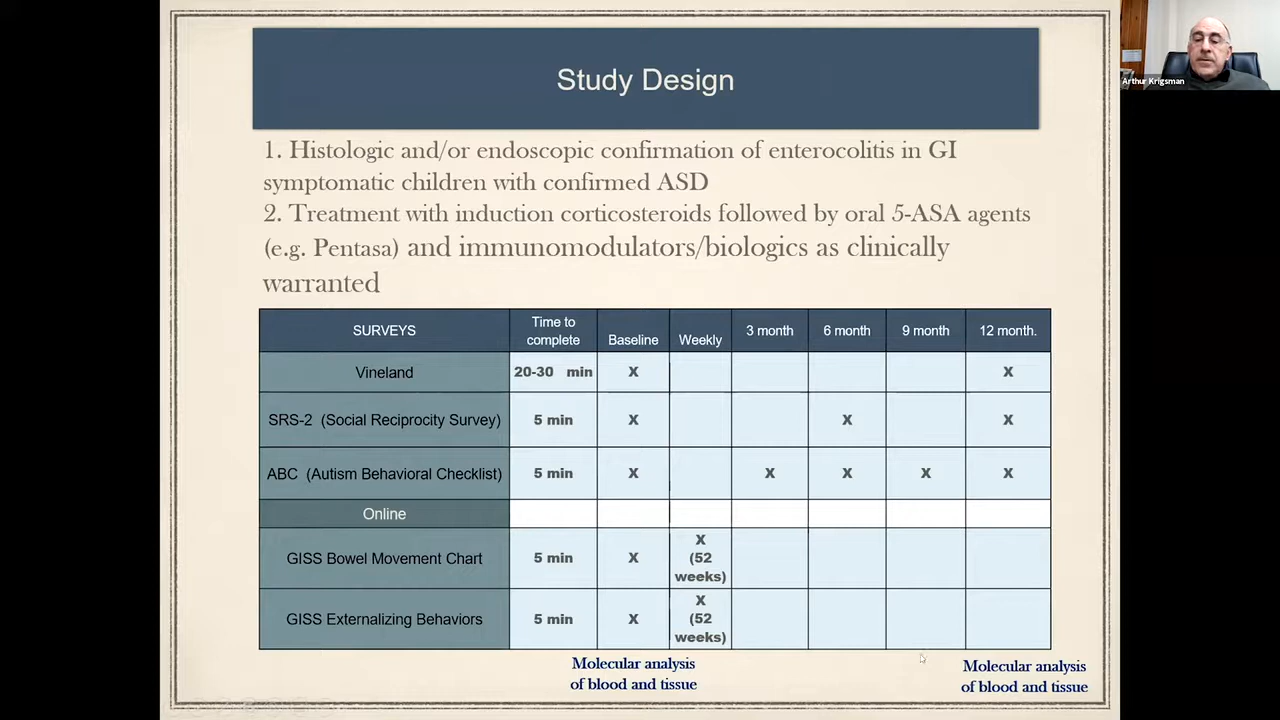 Study Design
Arthur Krigsman
1. Histologic and/or endoscopic confirmation of enterocolitis in GI
symptomatic children with confirmed ASD
2. Treatment with induction corticosteroids followed by oral 5-ASA agents
(e.g. Pentasa) and immunomodulators/biologics as clinically
warranted
SURVEYS Time to complete Baseline Weekly 3 month 6 month 9 month 12 month.
Vineland 20-30 min X X
SRS-2 (Social Reciprocity Survey) 5 min X X X
ABC (Autism Behavioral Checklist) 5 min X X X X X
Online
GISS Bowel Movement Chart 5 min X X (52 weeks)
GISS Externalizing Behaviors 5 min X X (52 weeks)
Molecular analysis
of blood and tissue
Molecular analysis
of blood and tissue